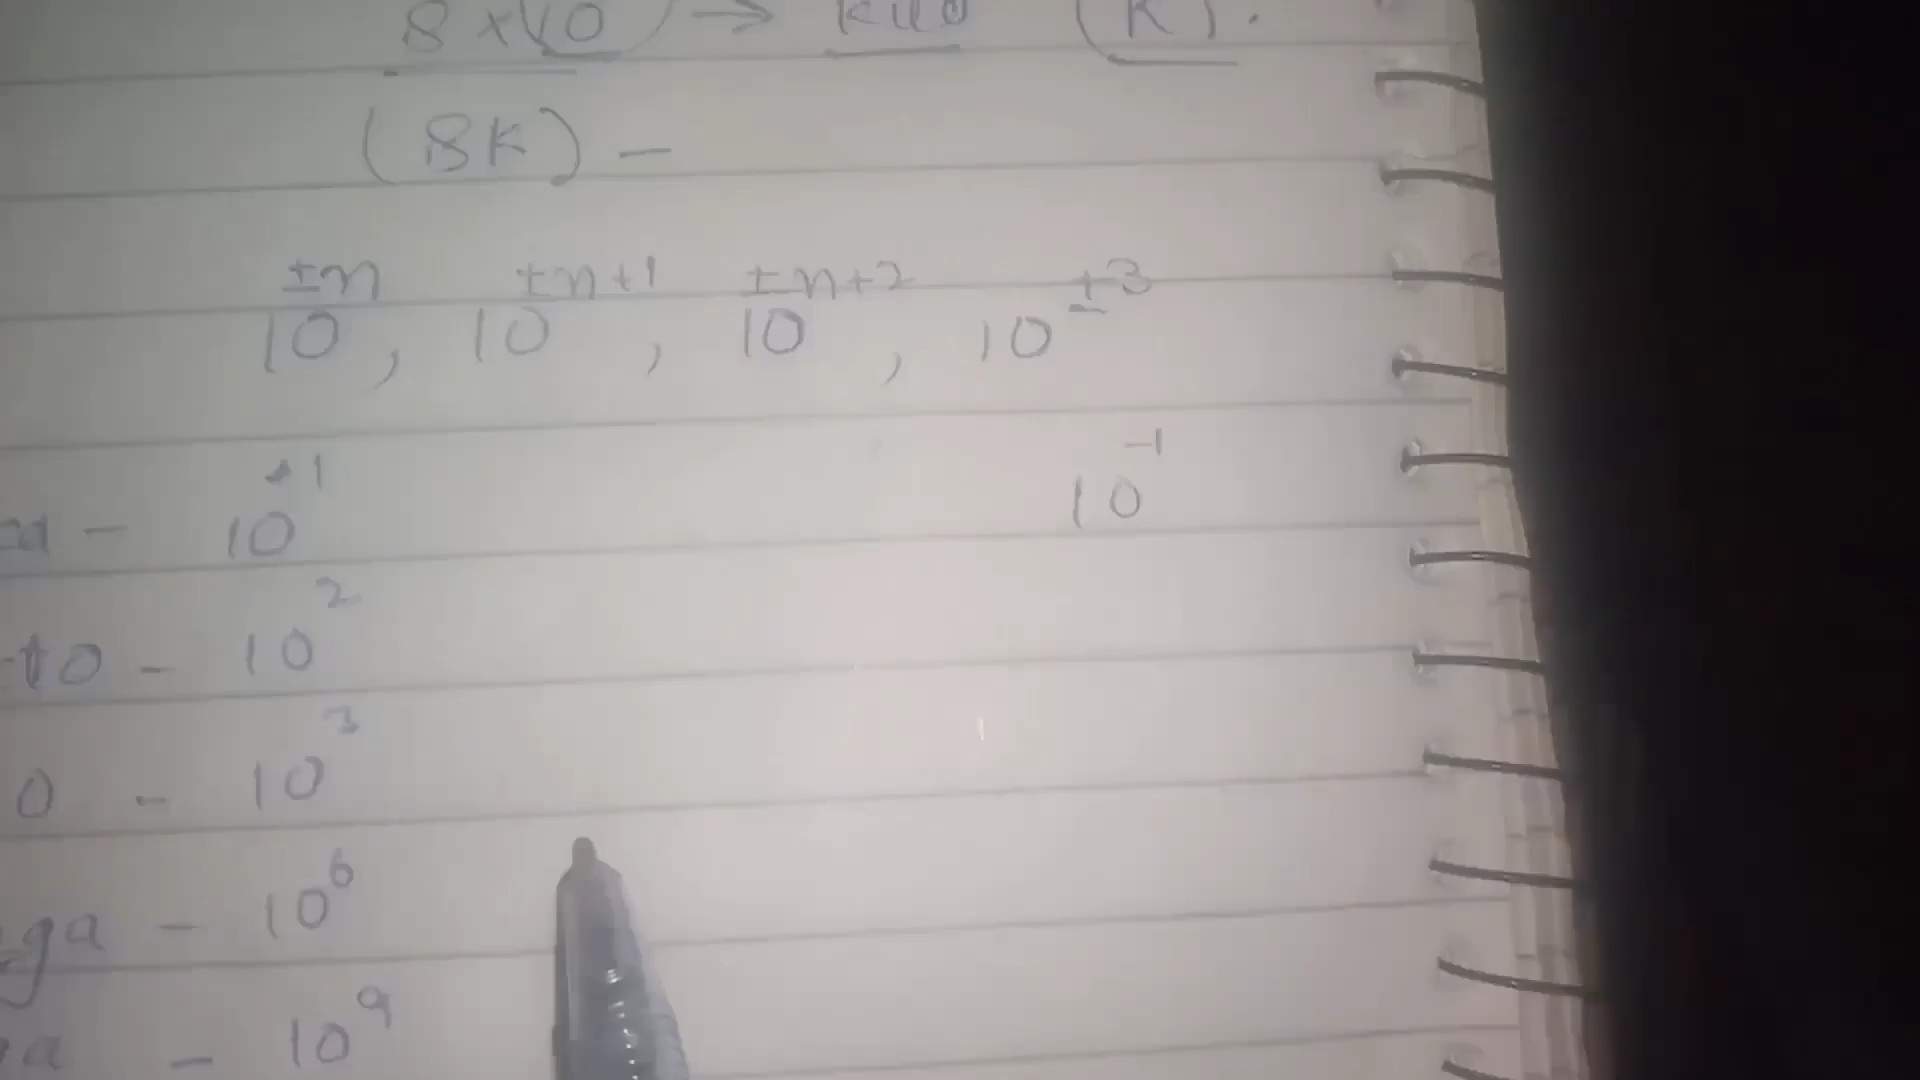 8 × 10 → kilo (K).
(8K) –
10^±n, 10^±n+1, 10^±n+2, 10^±3
– 10^+1 10^-1
to – 10^2
o – 10^3
ga – 10^6
a – 10^9